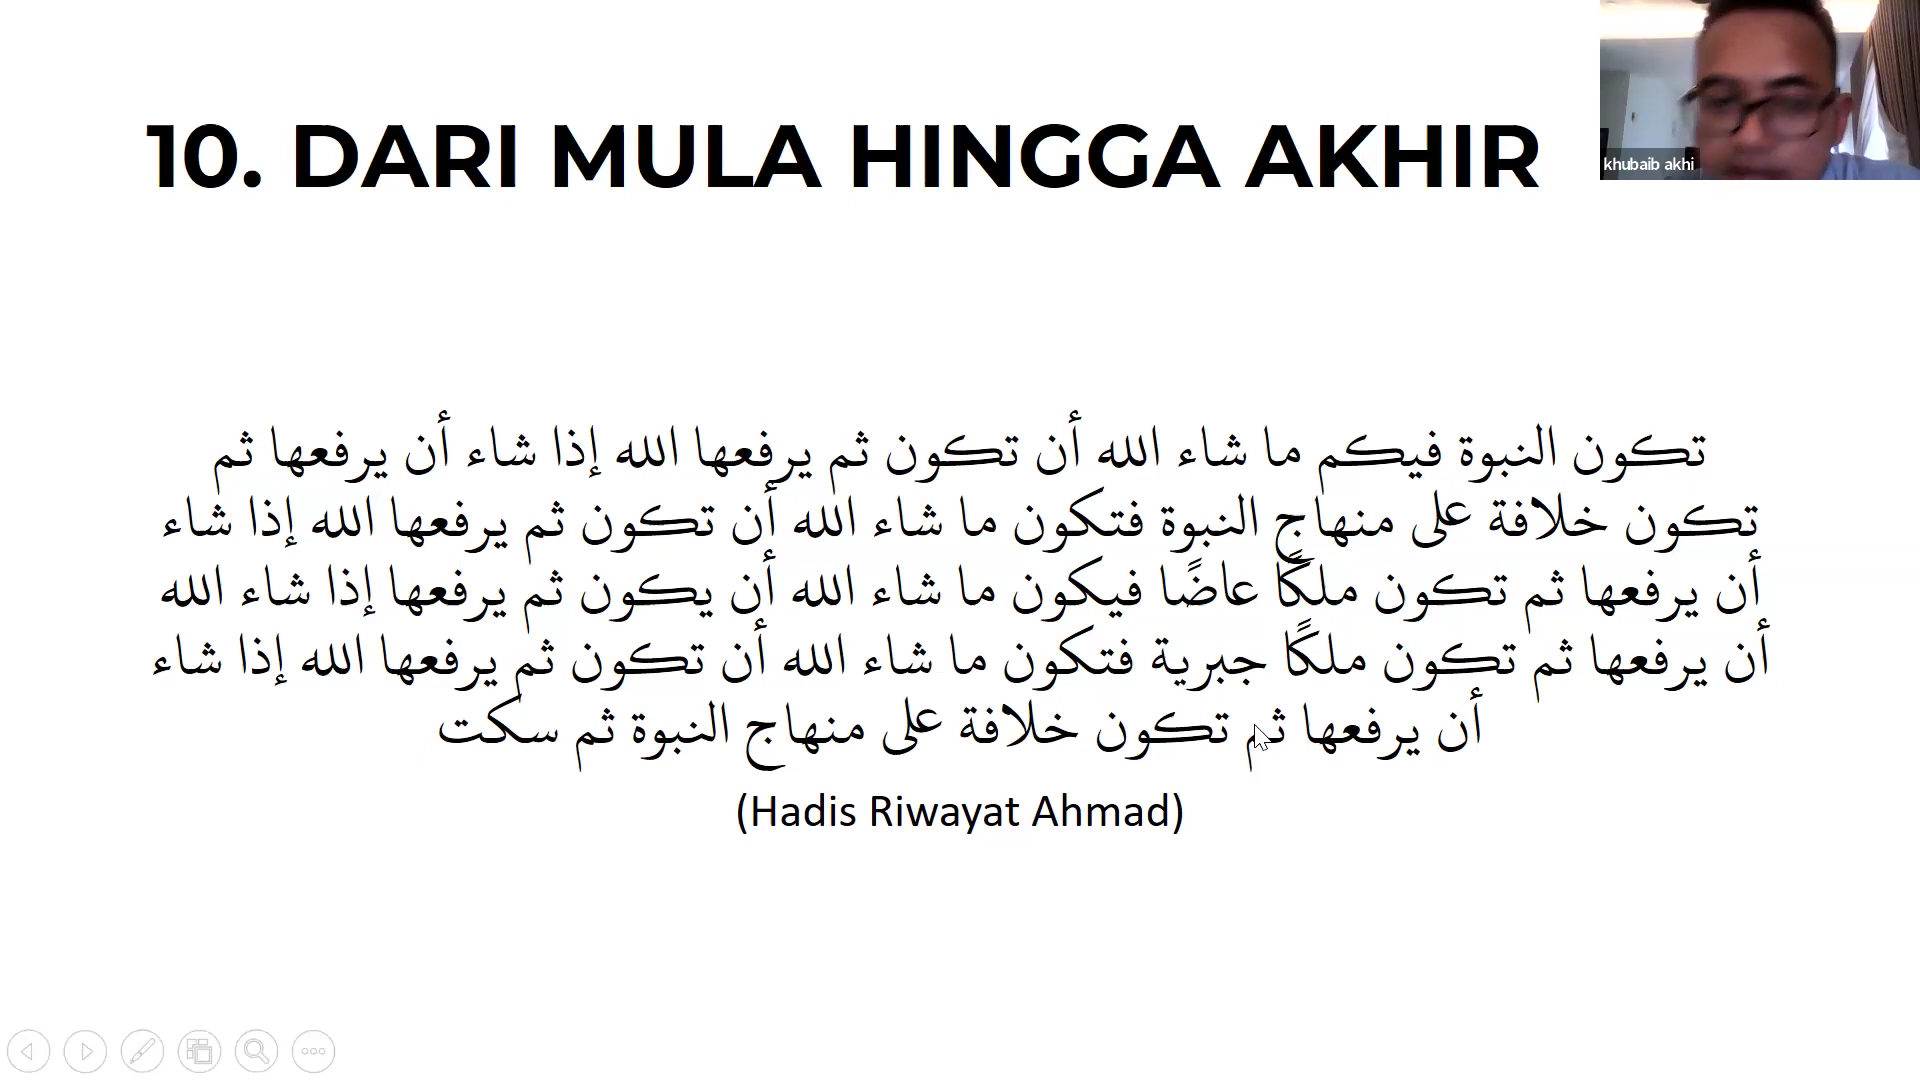 10. DARI MULA HINGGA AKHIR
khubaib akhi
تكون النبوة فيكم ما شاء الله أن تكون ثم يرفعها الله إذا شاء أن يرفعها ثم
تكون خلافة على منهاج النبوة فتكون ما شاء الله أن تكون ثم يرفعها الله إذا شاء
أن يرفعها ثم تكون ملكًا عاضًا فيكون ما شاء الله أن يكون ثم يرفعها إذا شاء الله
أن يرفعها ثم تكون ملكًا جبرية فتكون ما شاء الله أن تكون ثم يرفعها الله إذا شاء
أن يرفعها ثم تكون خلافة على منهاج النبوة ثم سكت
(Hadis Riwayat Ahmad)